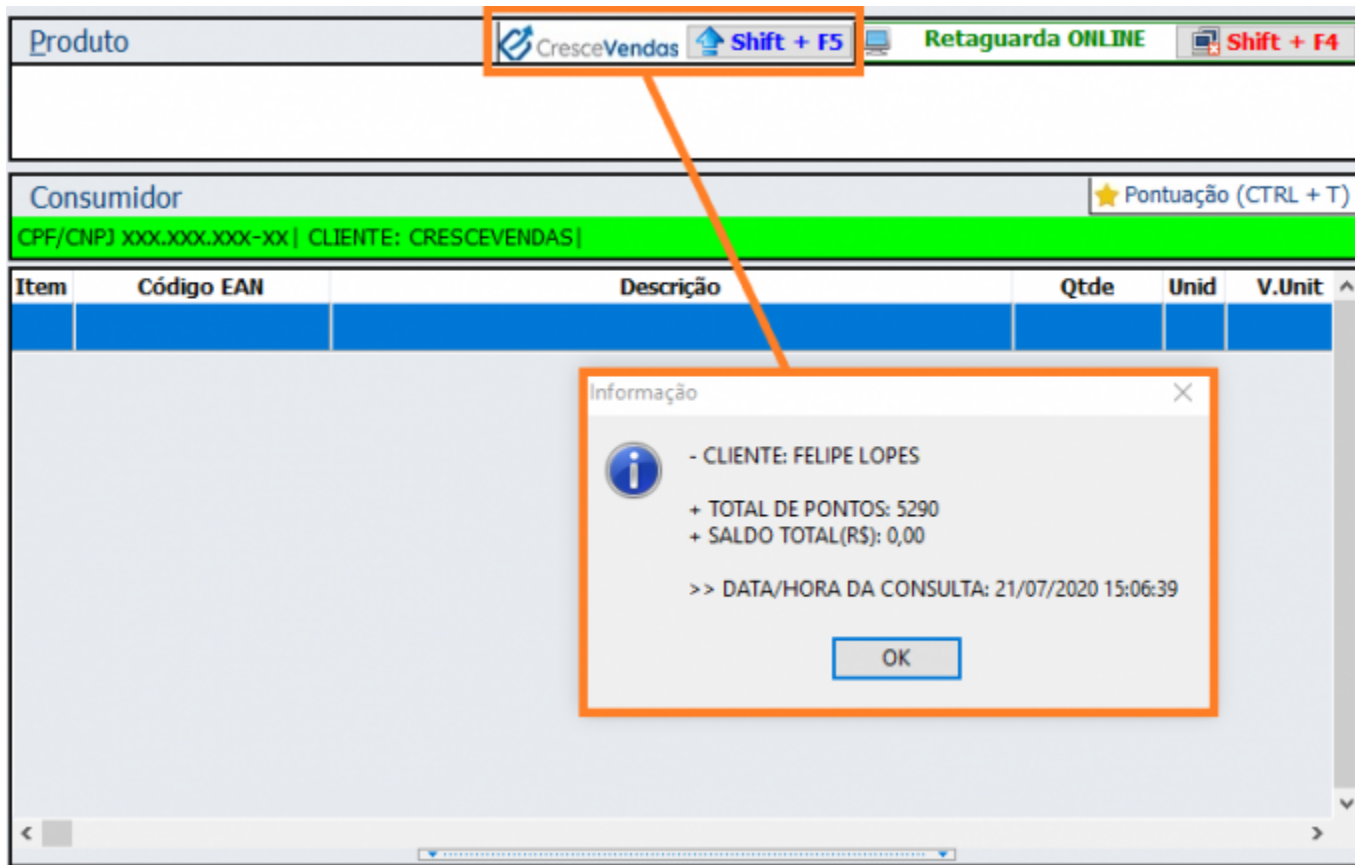 Produto
CresceVendas Shift + F5 Retaguarda ONLINE Shift + F4
Consumidor
Pontuação (CTRL + T)
CPF/CNPJ xxx.xxx.xxx-xx| CLIENTE: CRESCEVENDAS|
Item Código EAN Descrição Qtde Unid V.Unit
Informação
- CLIENTE: FELIPE LOPES
+ TOTAL DE PONTOS: 5290
+ SALDO TOTAL(R$): 0,00
>> DATA/HORA DA CONSULTA: 21/07/2020 15:06:39
OK